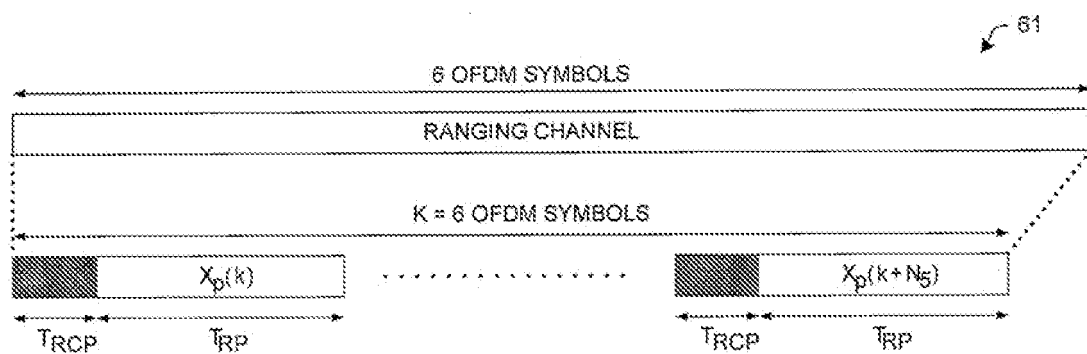 61
6 OFDM SYMBOLS
RANGING CHANNEL
K = 6 OFDM SYMBOLS
Xp(k) Xp(k+N5)
TRCP TRP TRCP TRP